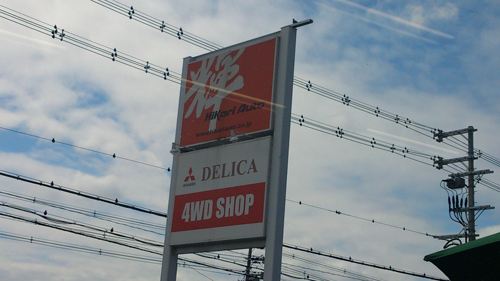 輝
Hikari Auto
DELICA
4WD SHOP